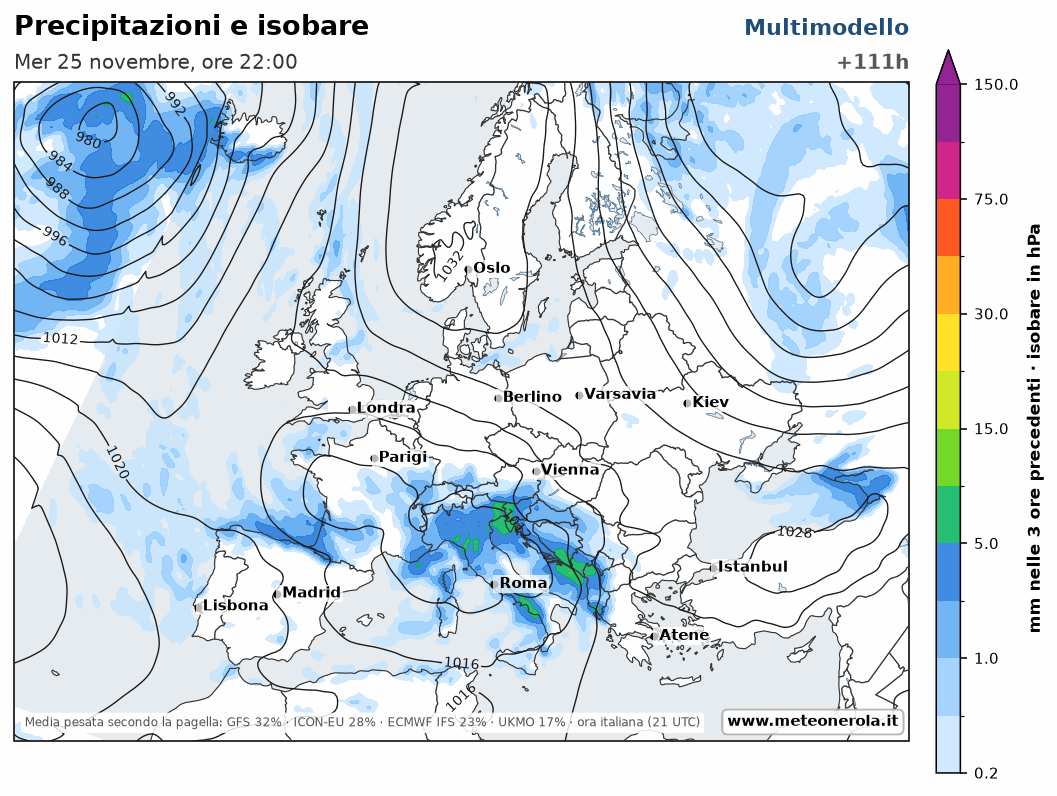 Precipitazioni e isobare
Multimodello
Mer 25 novembre, ore 22:00
+111h
992
980
984
988
996
1032
Oslo
1012
Berlino
Varsavia
Kiev
Londra
1020
Parigi
Vienna
1028
Istanbul
Roma
Madrid
Lisbona
Atene
1016
1016
Media pesata secondo la pagella: GFS 32% · ICON-EU 28% · ECMWF IFS 23% · UKMO 17% · ora italiana (21 UTC)
www.meteonerola.it
150.0
75.0
30.0
15.0
5.0
1.0
0.2
mm nelle 3 ore precedenti · isobare in hPa